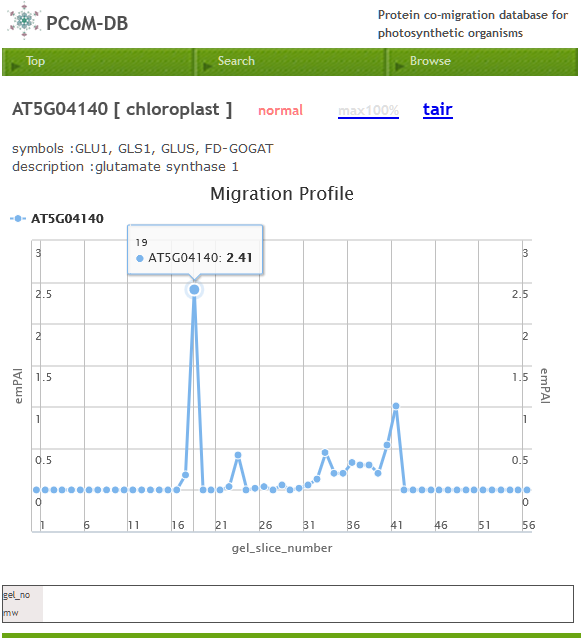 PCoM-DB
Protein co-migration database for
photosynthetic organisms
Top
Search
Browse
AT5G04140 [ chloroplast ]
normal
max100%
tair
symbols :GLU1, GLS1, GLUS, FD-GOGAT
description :glutamate synthase 1
Migration Profile
AT5G04140
19
AT5G04140: 2.41
3
3
2.5
2.5
2
2
1.5
1.5
emPAI
emPAI
1
1
0.5
0.5
0
0
1 6 11 16 21 26 31 36 41 46 51 56
gel_slice_number
gel_no
mw